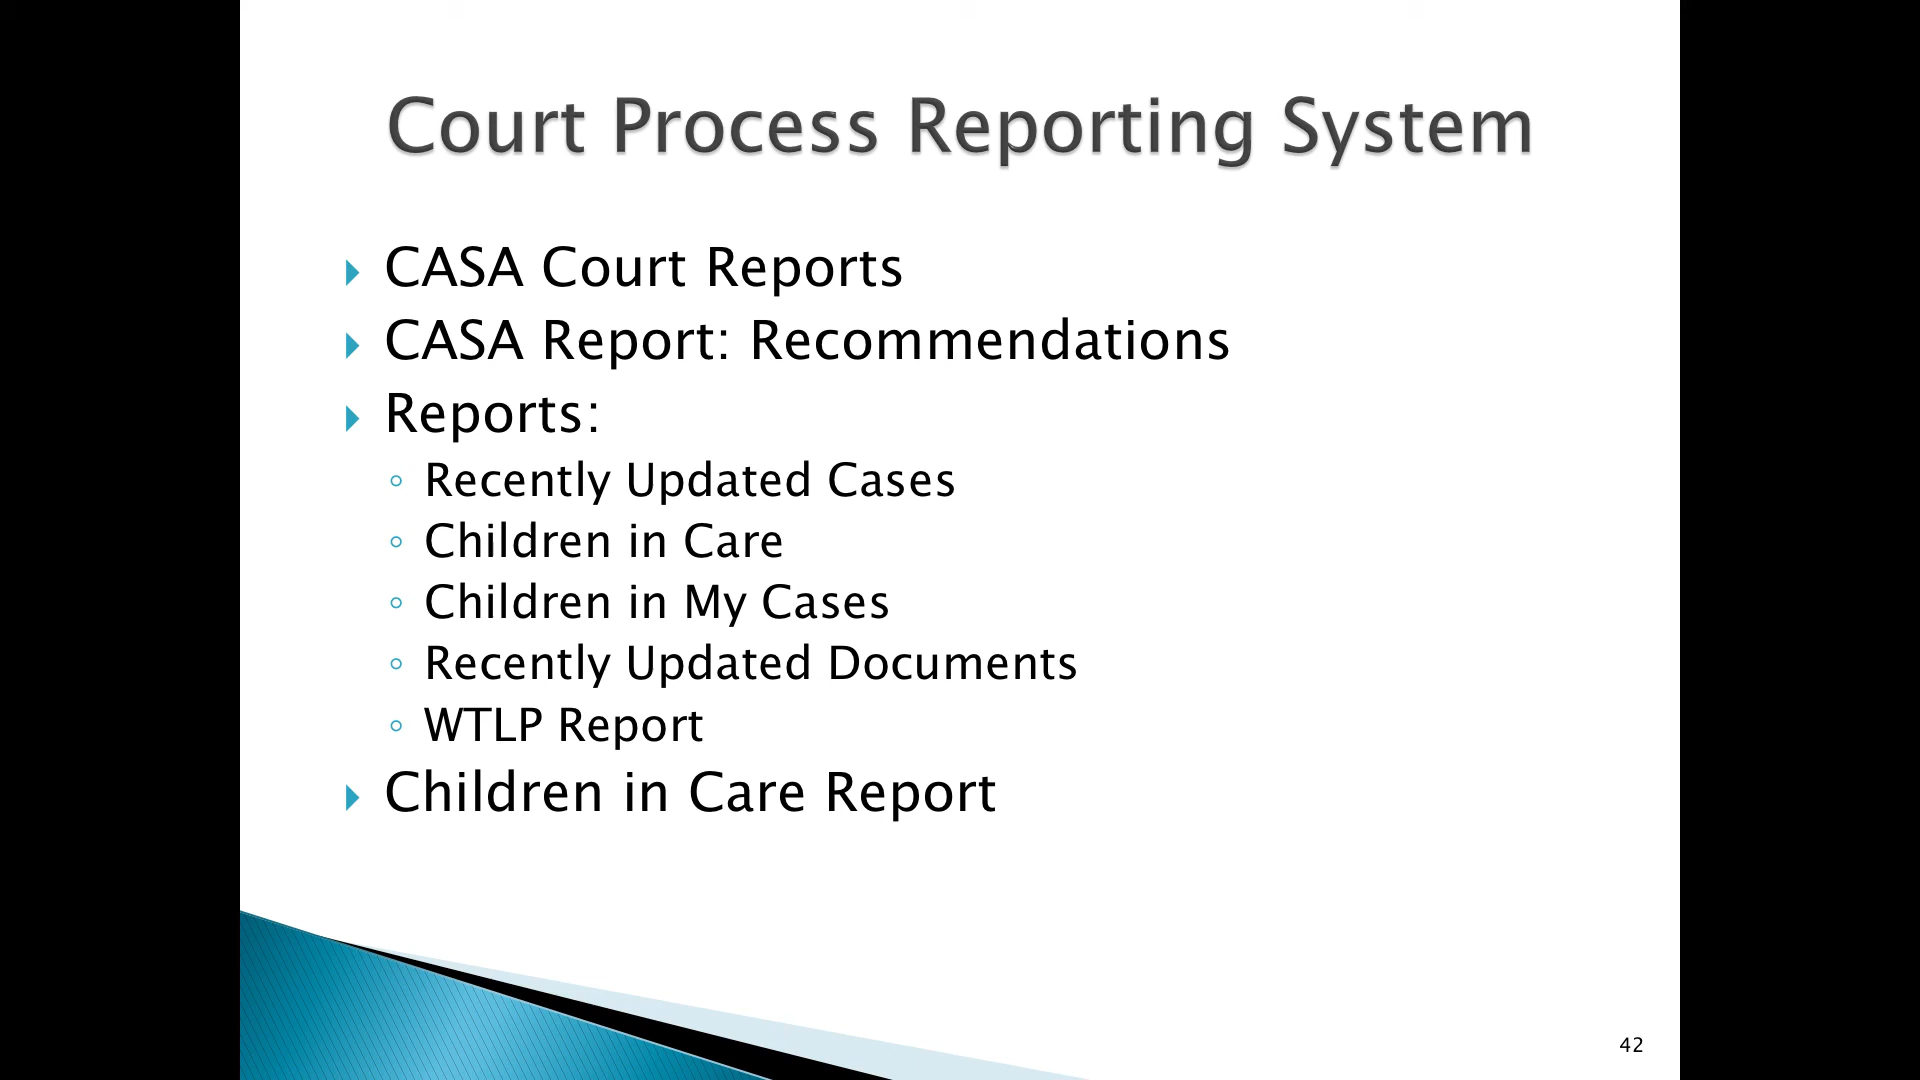 Court Process Reporting System
CASA Court Reports
CASA Report: Recommendations
Reports:
Recently Updated Cases
Children in Care
Children in My Cases
Recently Updated Documents
WTLP Report
Children in Care Report
42